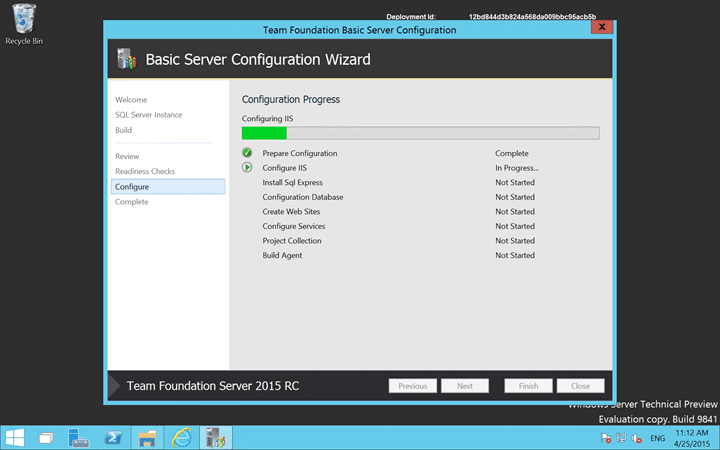 Recycle Bin
Deployment Id: 12bd844d3b824a568da009bbc95acb5b
Team Foundation Basic Server Configuration
x
Basic Server Configuration Wizard
Welcome
SQL Server Instance
Build
Review
Readiness Checks
Configure
Complete
Configuration Progress
Configuring IIS
Prepare Configuration Complete
Configure IIS In Progress...
Install Sql Express Not Started
Configuration Database Not Started
Create Web Sites Not Started
Configure Services Not Started
Project Collection Not Started
Build Agent Not Started
Team Foundation Server 2015 RC
Previous Next Finish Close
Windows Server Technical Preview
Evaluation copy. Build 9841
ENG
11:12 AM
4/25/2015